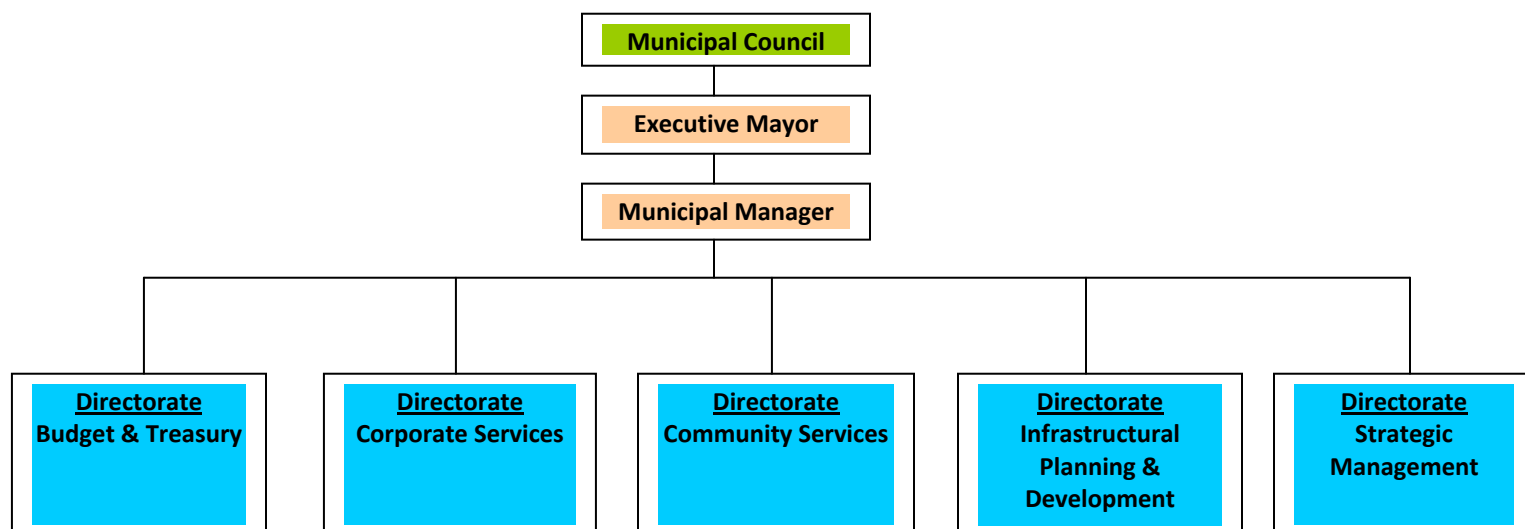 Municipal Council
Executive Mayor
Municipal Manager
Directorate
Budget & Treasury
Directorate
Corporate Services
Directorate
Community Services
Directorate
Infrastructural
Planning &
Development
Directorate
Strategic
Management